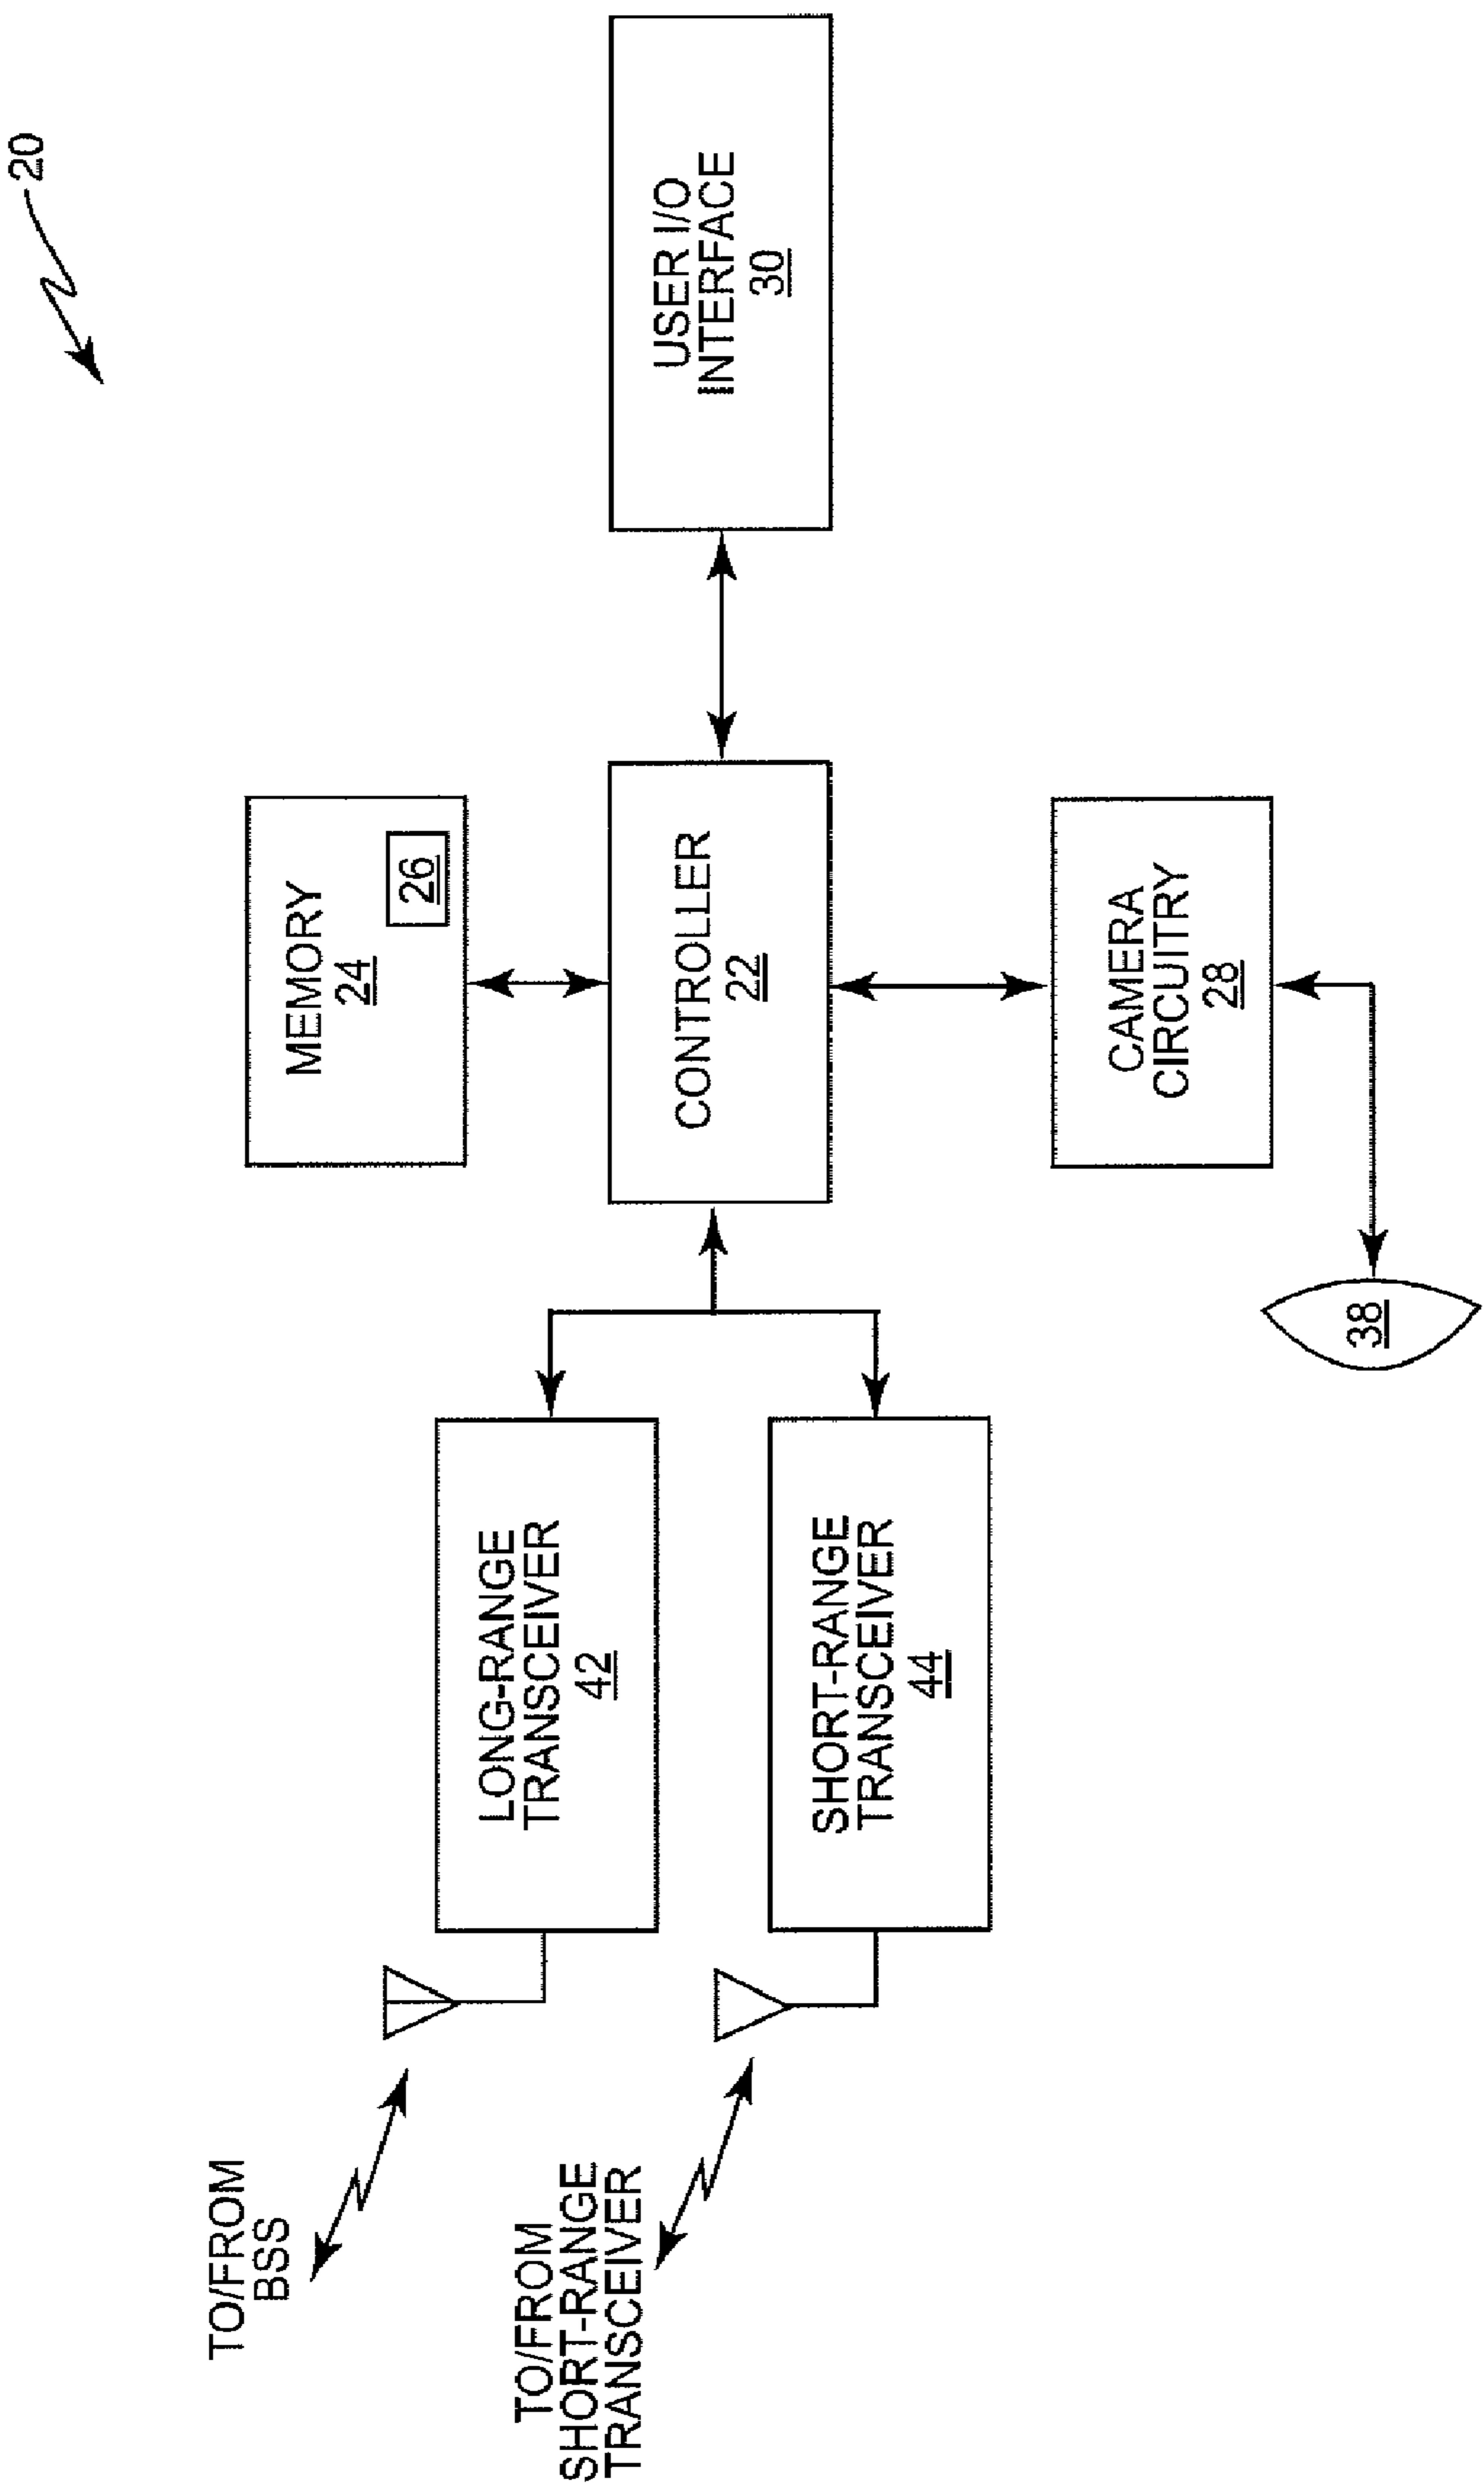 20
TO/FROM
BSS
LONG-RANGE
TRANSCEIVER
42
TO/FROM
SHORT-RANGE
TRANSCEIVER
SHORT-RANGE
TRANSCEIVER
44
MEMORY
24
26
CONTROLLER
22
CAMERA
CIRCUITRY
28
38
USER I/O
INTERFACE
30